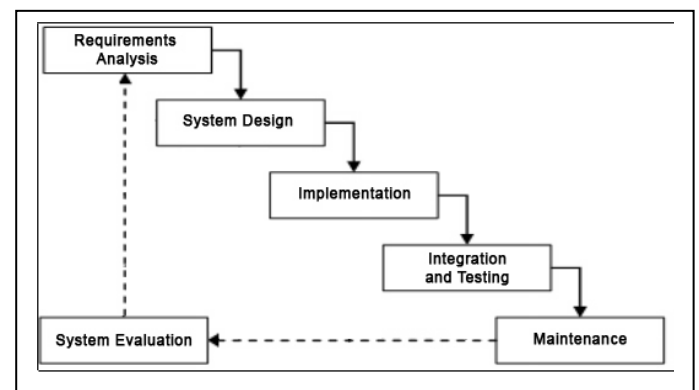 Requirements
Analysis
System Design
Implementation
Integration
and Testing
System Evaluation
Maintenance